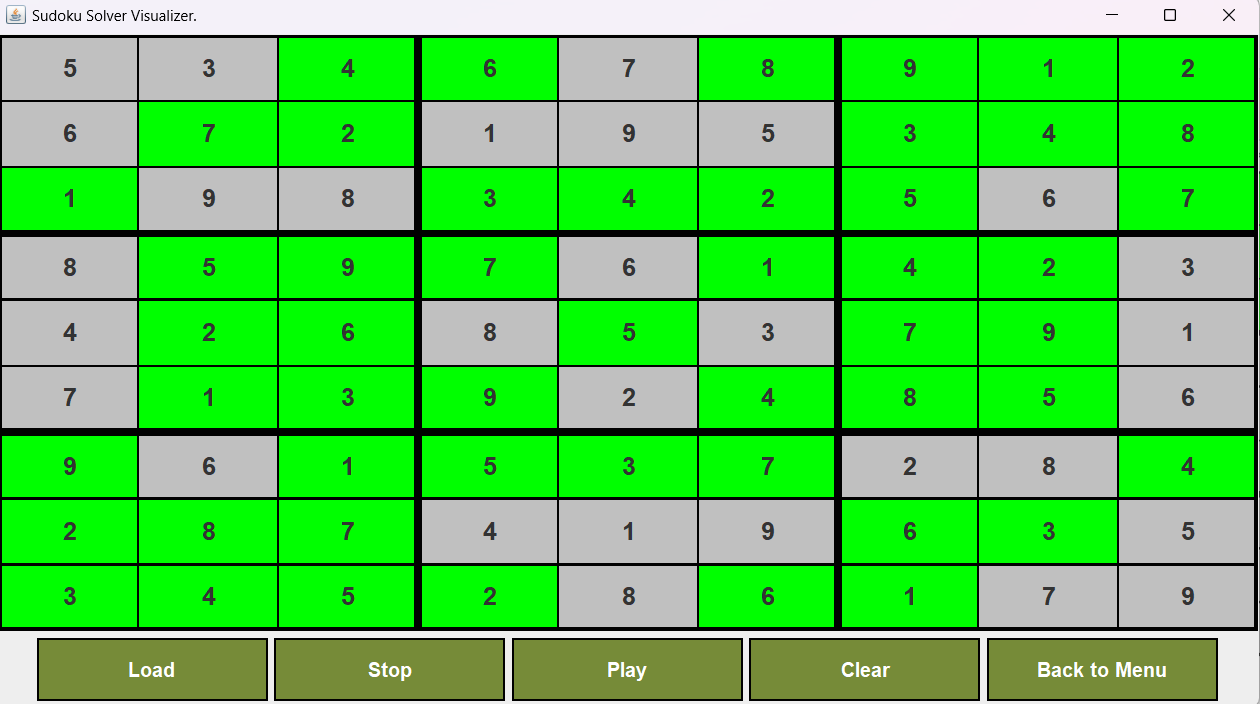 Sudoku Solver Visualizer.
5 3 4 6 7 8 9 1 2
6 7 2 1 9 5 3 4 8
1 9 8 3 4 2 5 6 7
8 5 9 7 6 1 4 2 3
4 2 6 8 5 3 7 9 1
7 1 3 9 2 4 8 5 6
9 6 1 5 3 7 2 8 4
2 8 7 4 1 9 6 3 5
3 4 5 2 8 6 1 7 9
Load Stop Play Clear Back to Menu